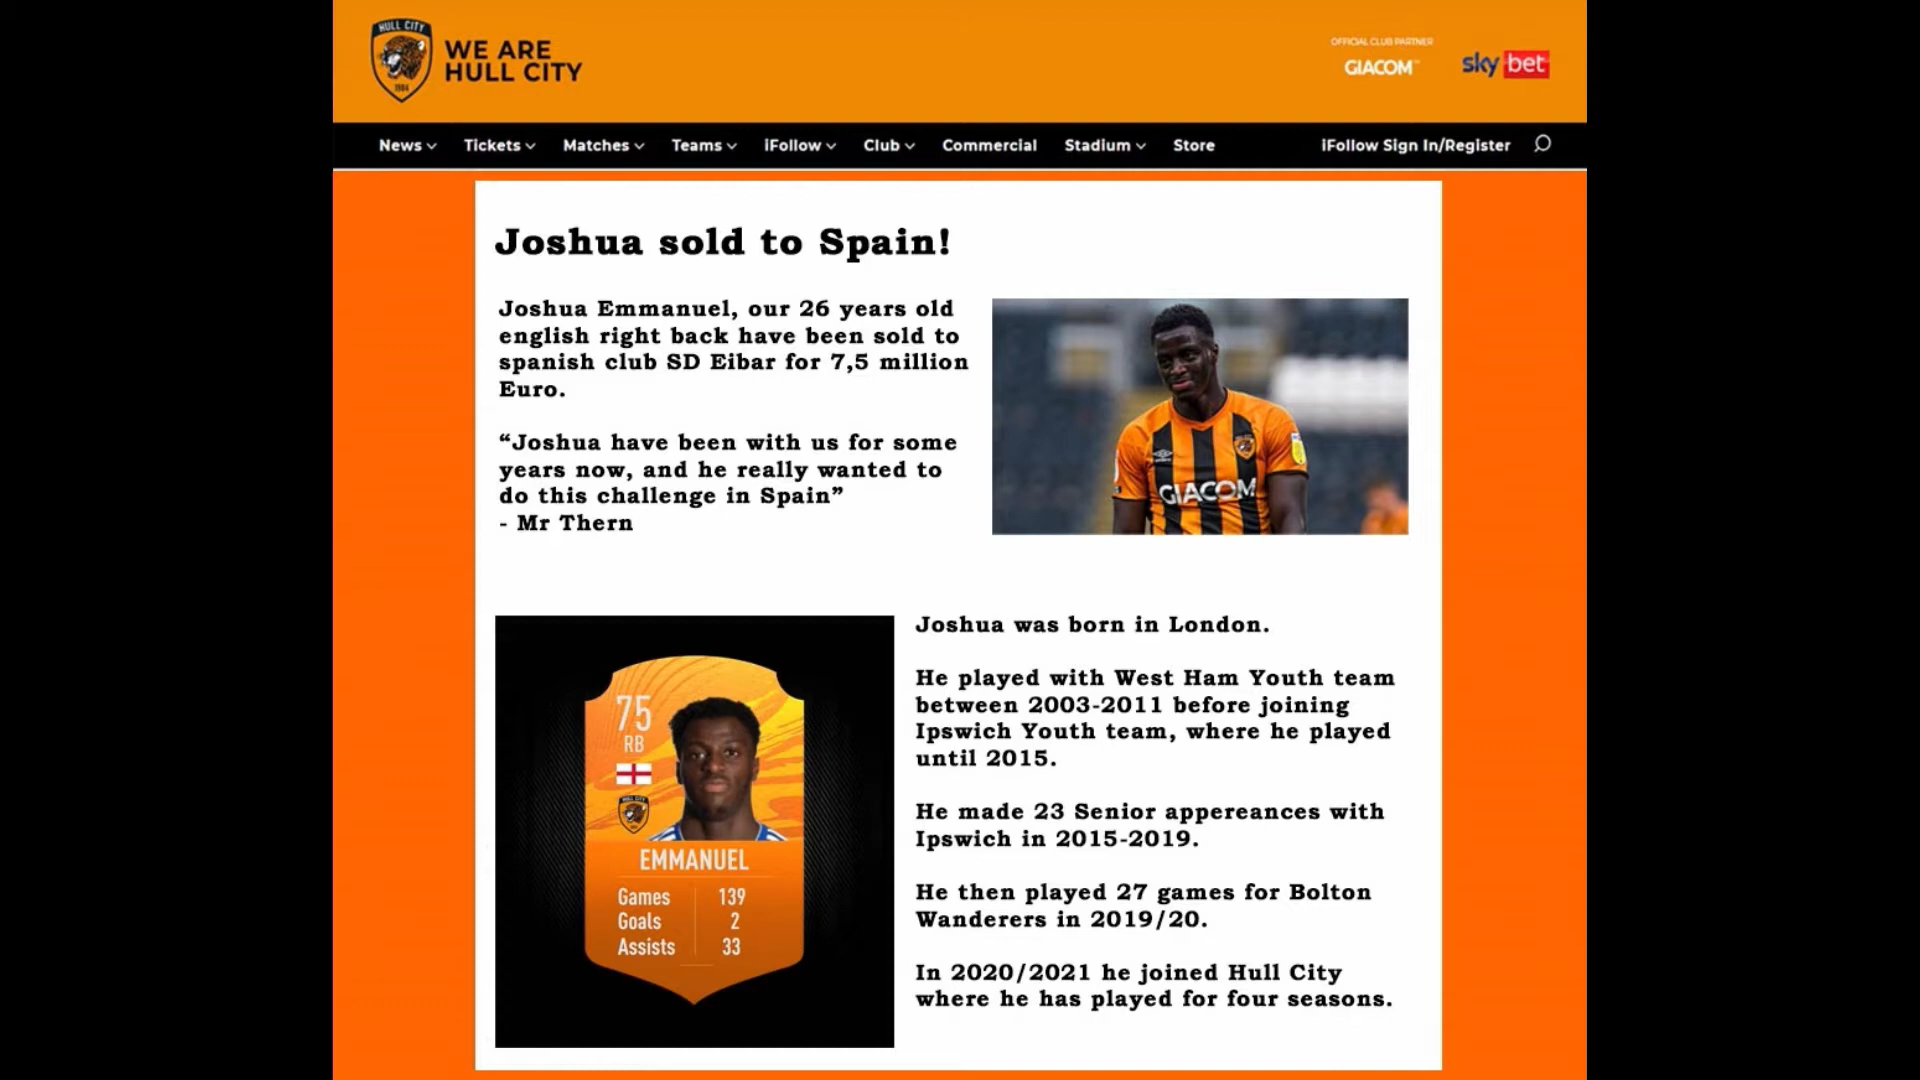 HULL CITY
1904
WE ARE
HULL CITY
OFFICIAL CLUB PARTNER
GIACOM™
sky bet
News
Tickets
Matches
Teams
iFollow
Club
Commercial
Stadium
Store
iFollow Sign In/Register
Joshua sold to Spain!
Joshua Emmanuel, our 26 years old
english right back have been sold to
spanish club SD Eibar for 7,5 million
Euro.
“Joshua have been with us for some
years now, and he really wanted to
do this challenge in Spain”
- Mr Thern
GIACOM
75
RB
HULL CITY
EMMANUEL
Games 139
Goals 2
Assists 33
Joshua was born in London.
He played with West Ham Youth team
between 2003-2011 before joining
Ipswich Youth team, where he played
until 2015.
He made 23 Senior appereances with
Ipswich in 2015-2019.
He then played 27 games for Bolton
Wanderers in 2019/20.
In 2020/2021 he joined Hull City
where he has played for four seasons.